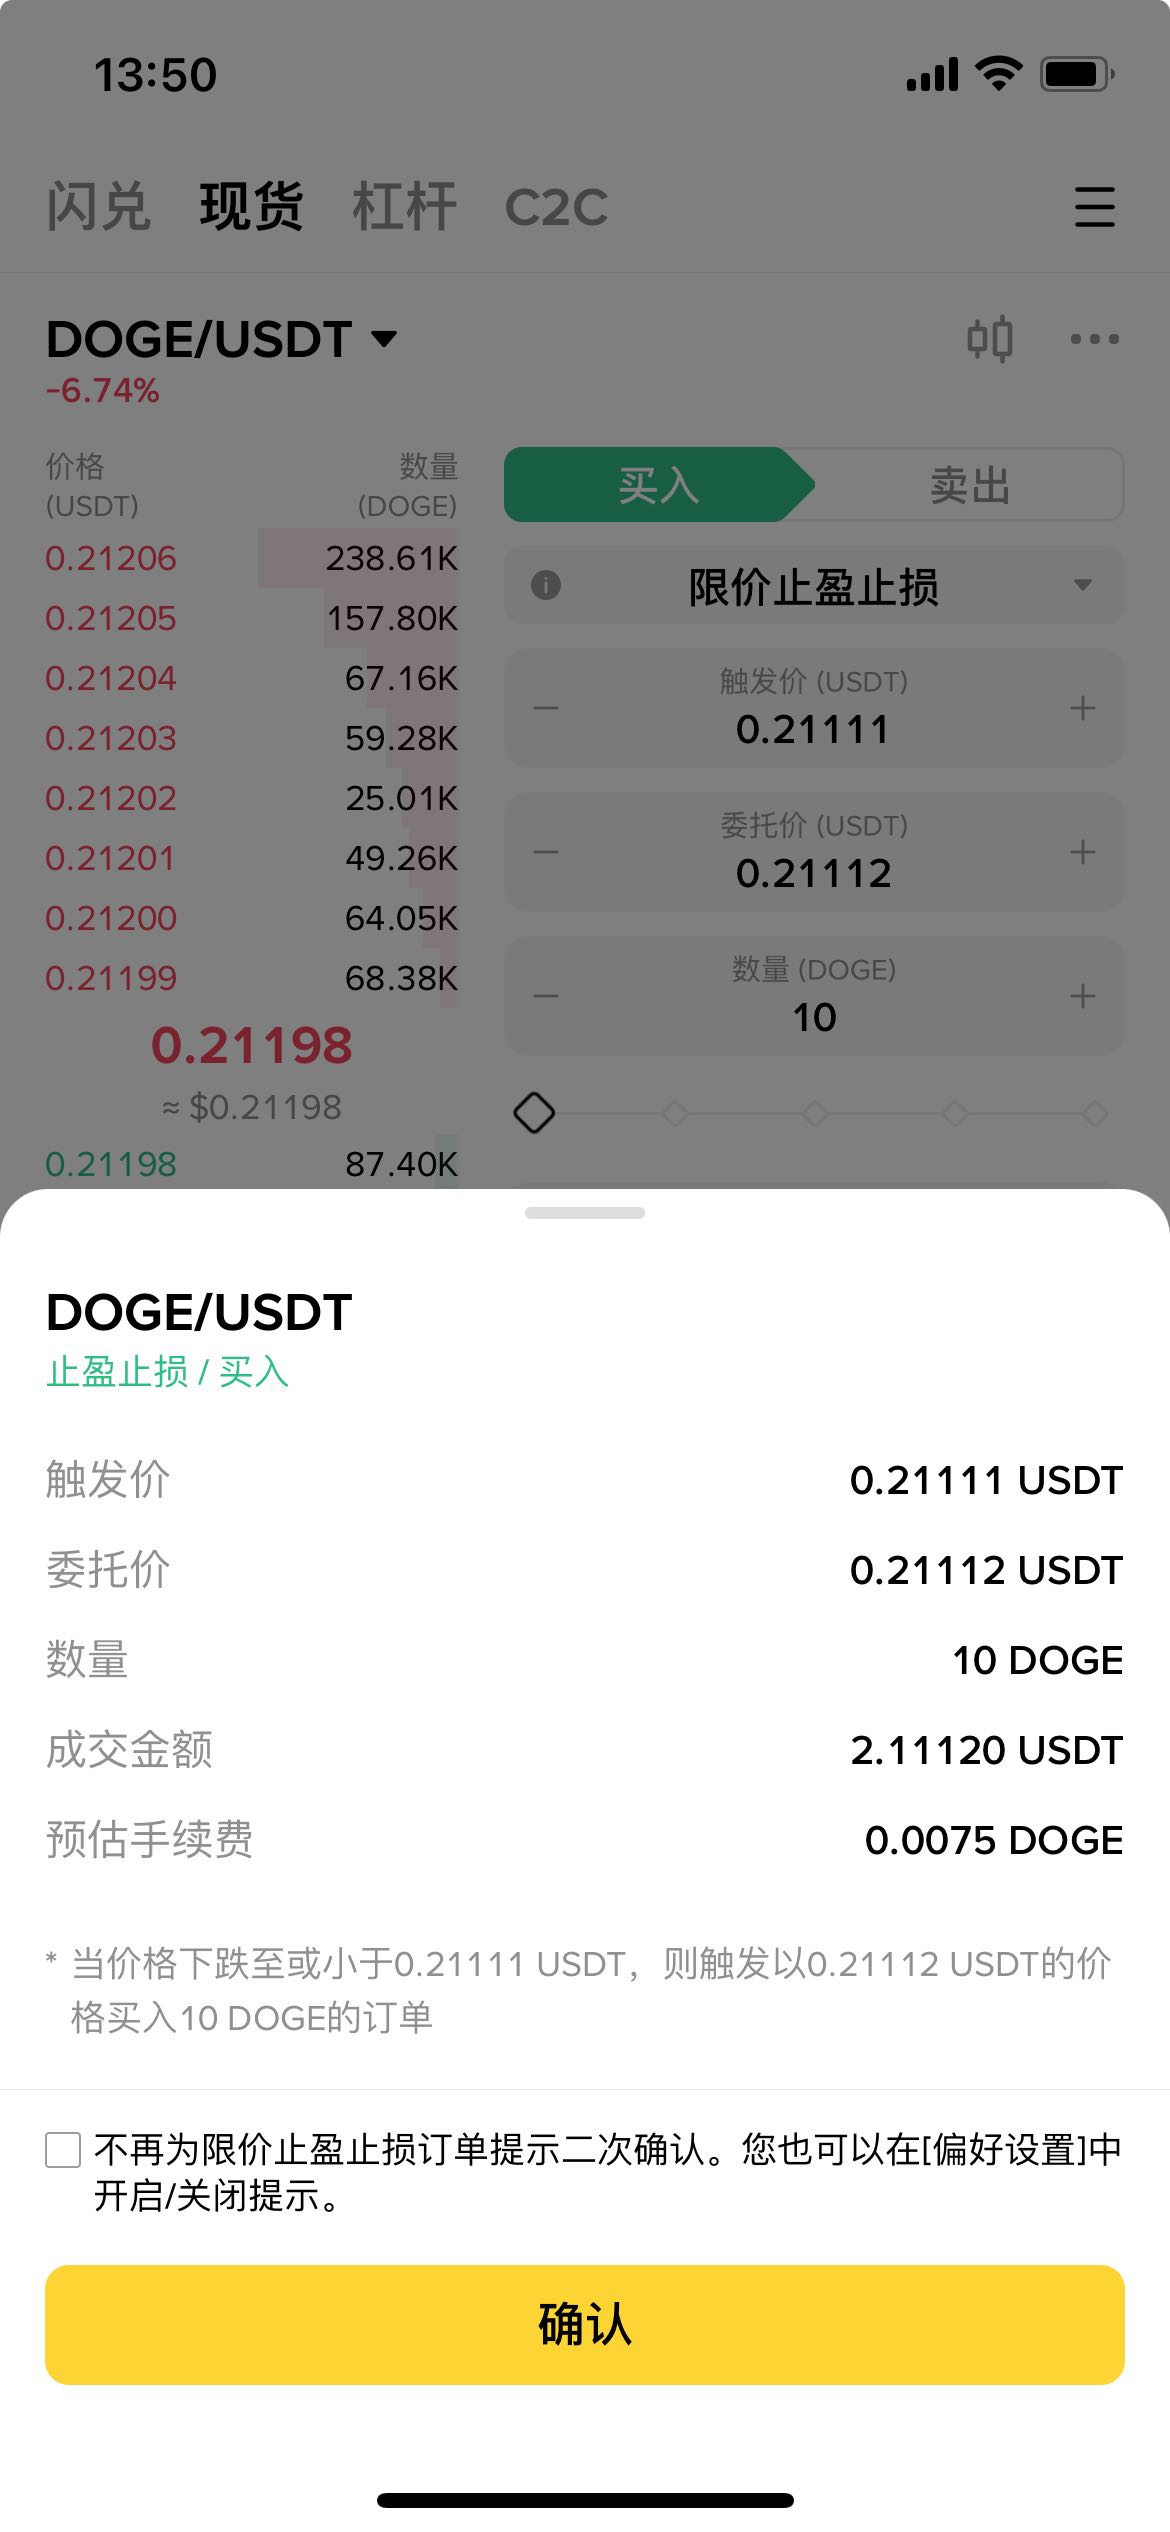 13:50
闪兑 现货 杠杆 C2C
DOGE/USDT
-6.74%
价格 数量
(USDT) (DOGE)
0.21206 238.61K
0.21205 157.80K
0.21204 67.16K
0.21203 59.28K
0.21202 25.01K
0.21201 49.26K
0.21200 64.05K
0.21199 68.38K
0.21198
≈ $0.21198
0.21198 87.40K
买入 卖出
限价止盈止损
触发价 (USDT)
0.21111
委托价 (USDT)
0.21112
数量 (DOGE)
10
DOGE/USDT
止盈止损 / 买入
触发价 0.21111 USDT
委托价 0.21112 USDT
数量 10 DOGE
成交金额 2.11120 USDT
预估手续费 0.0075 DOGE
* 当价格下跌至或小于0.21111 USDT，则触发以0.21112 USDT的价
格买入10 DOGE的订单
不再为限价止盈止损订单提示二次确认。您也可以在[偏好设置]中
开启/关闭提示。
确认